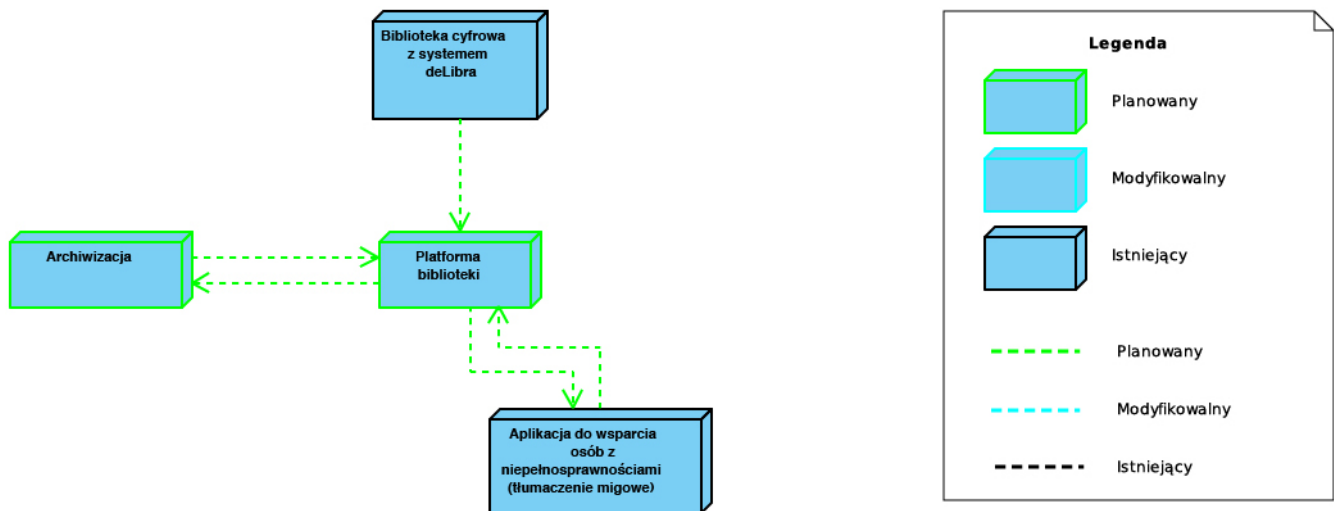 Biblioteka cyfrowa
z systemem
deLibra
Archiwizacja
Platforma
biblioteki
Aplikacja do wsparcia
osób z
niepełnosprawnościami
(tłumaczenie migowe)
Legenda
Planowany
Modyfikowalny
Istniejący
Planowany
Modyfikowalny
Istniejący